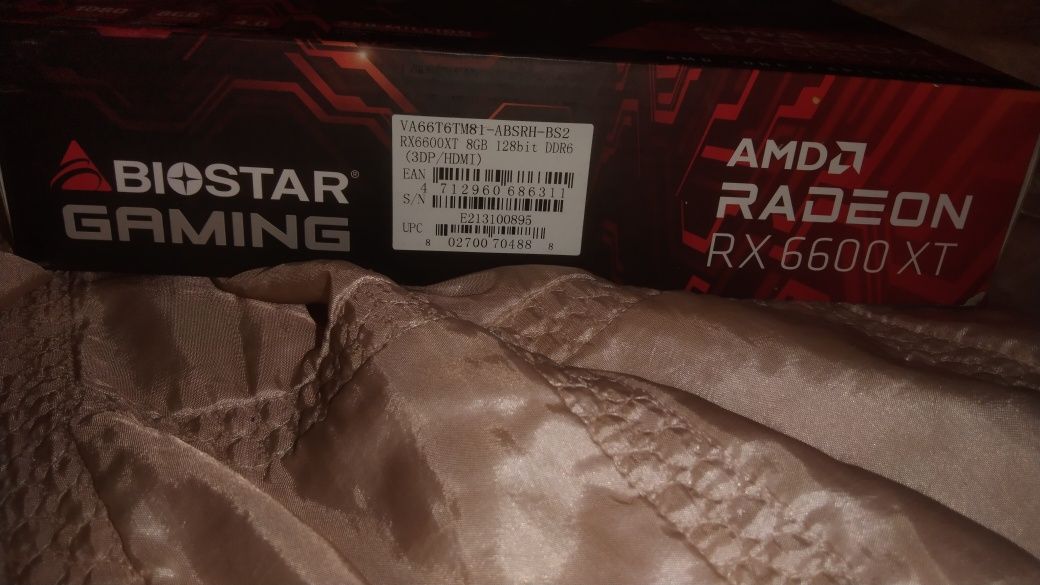 BIOSTAR®
GAMING
VA66T6TM81-ABSRH-BS2
RX6600XT 8GB 128bit DDR6
(3DP/HDMI)
EAN
4 712960 686311
S/N
E213100895
UPC
8 02700 70488 8
AMD
RADEON
RX 6600 XT